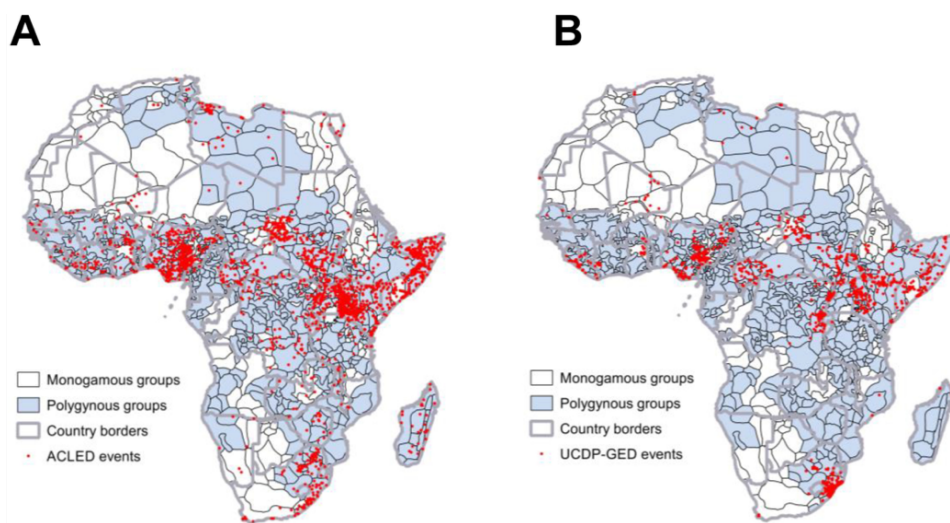 A
B
Monogamous groups
Polygynous groups
Country borders
ACLED events
Monogamous groups
Polygynous groups
Country borders
UCDP-GED events